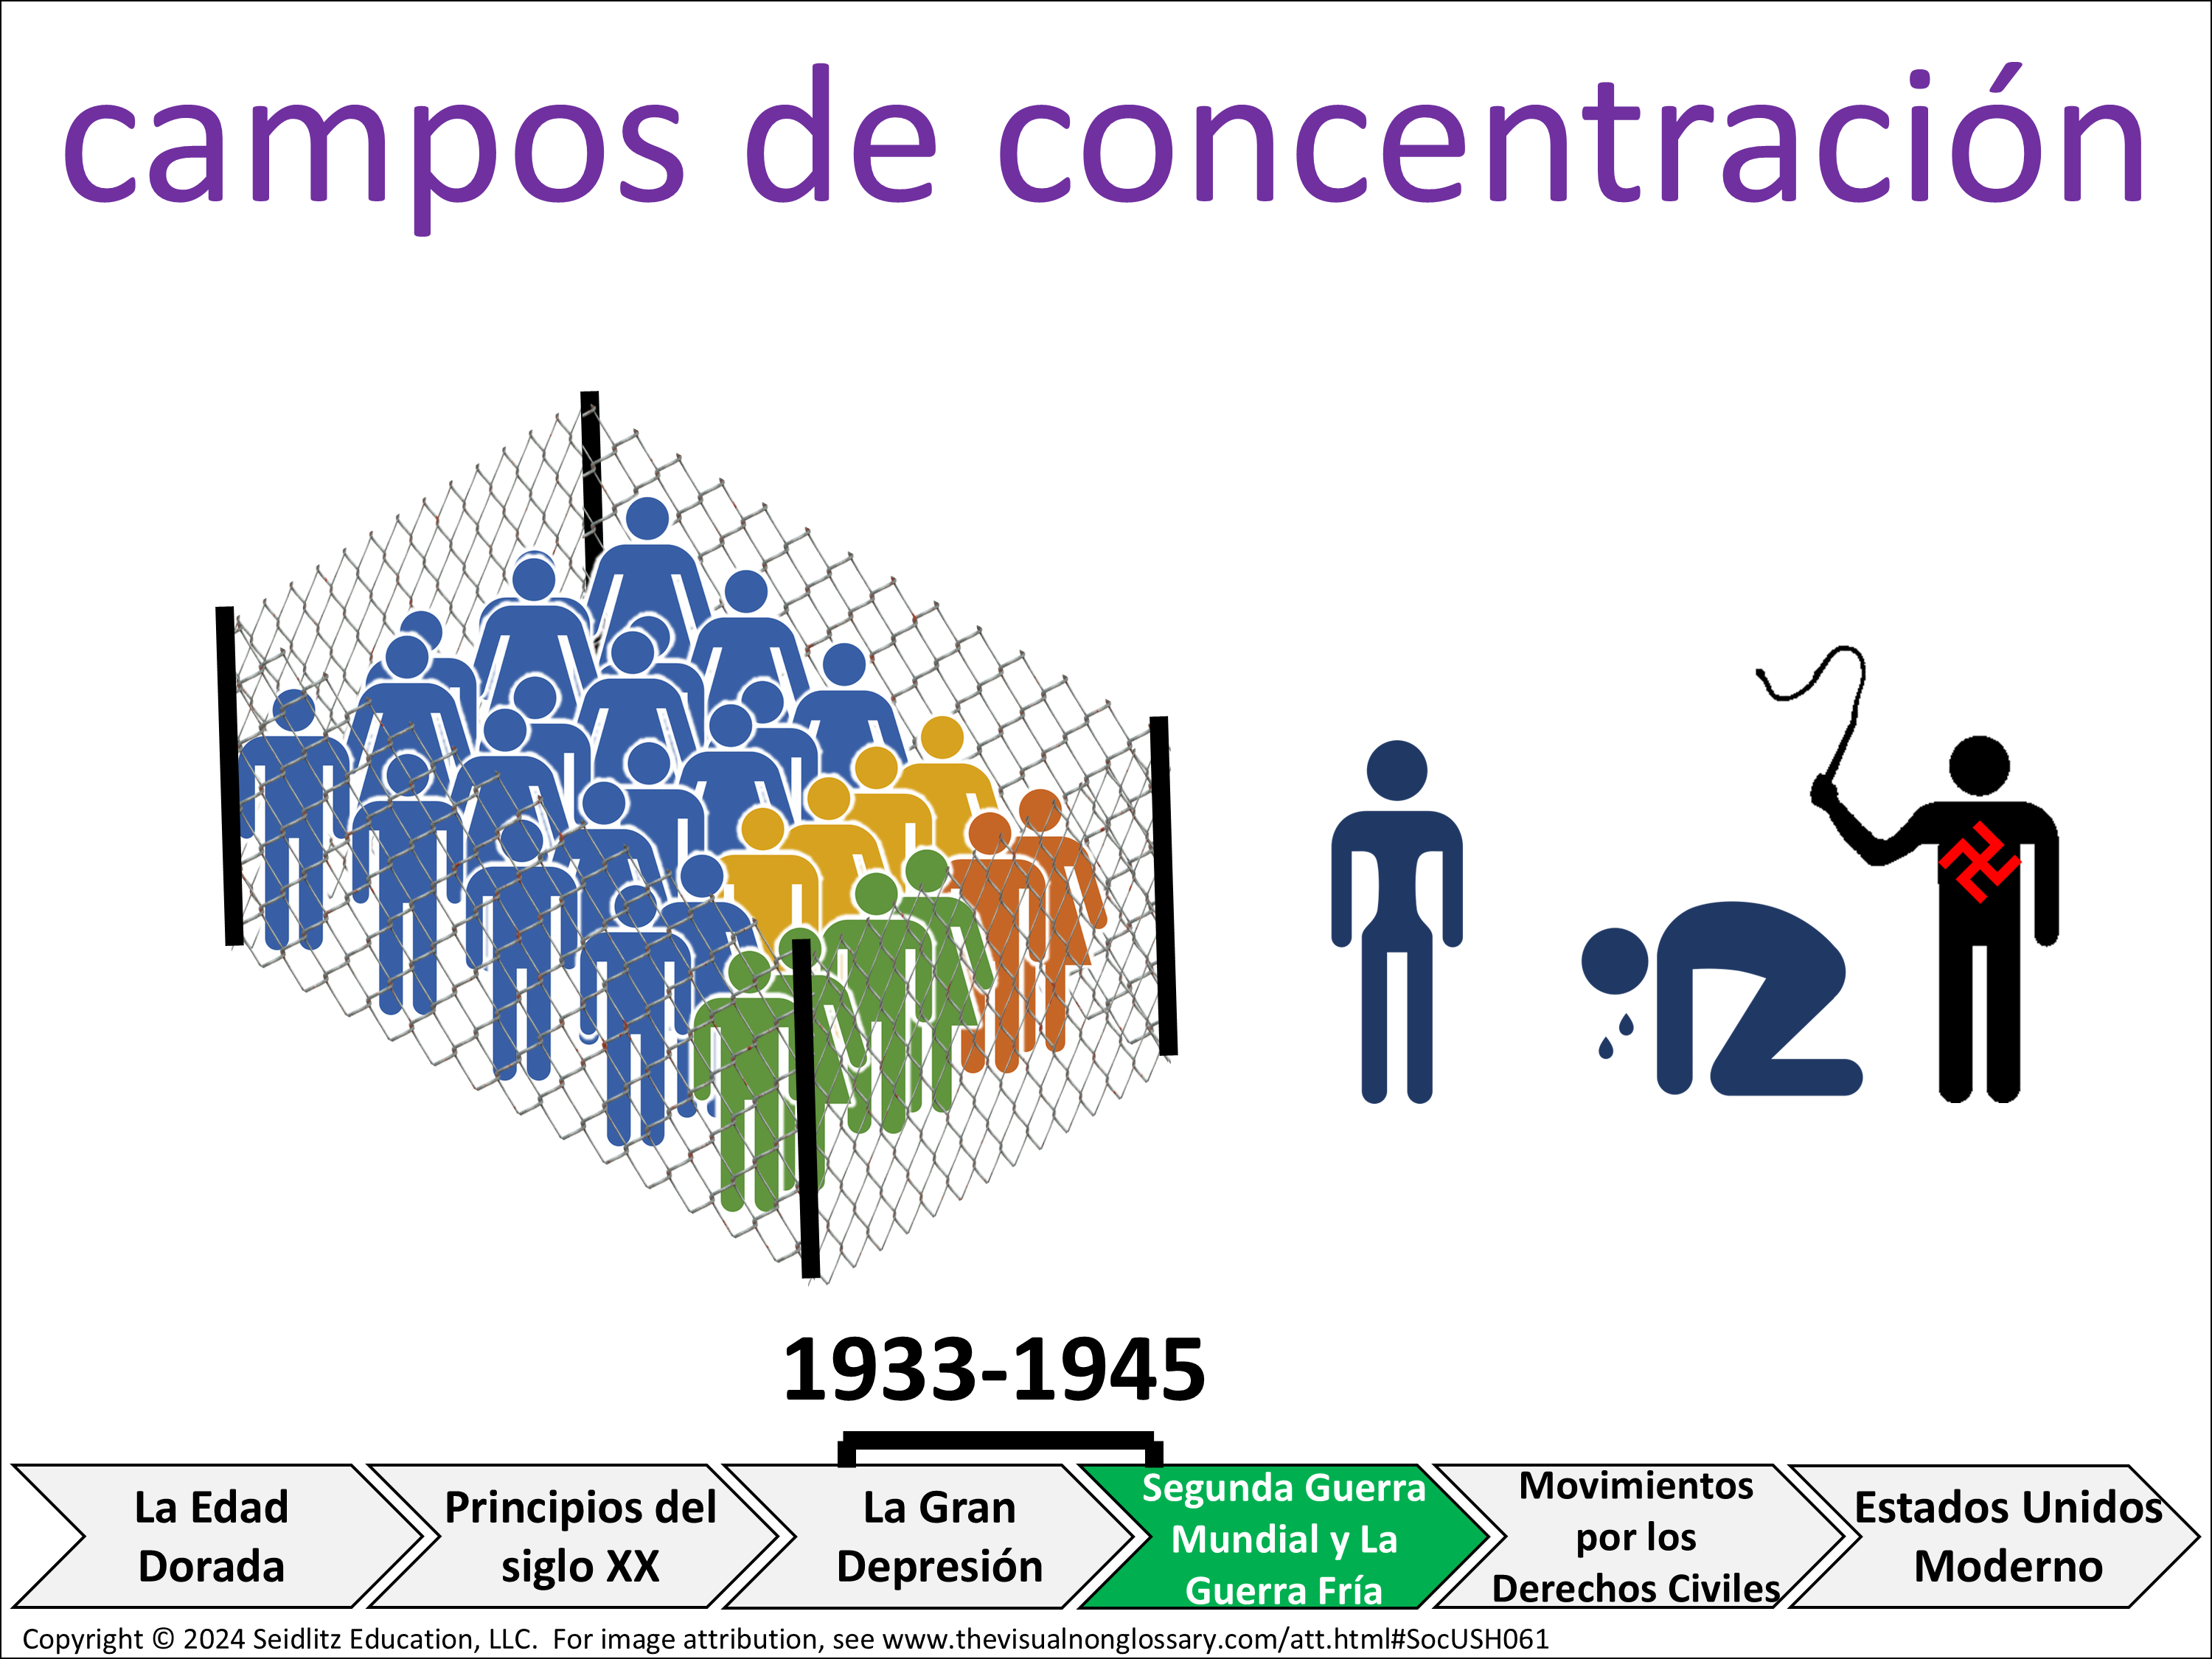 campos de concentración
1933-1945
La Edad
Dorada
Principios del
siglo XX
La Gran
Depresión
Segunda Guerra
Mundial y La
Guerra Fría
Movimientos
por los
Derechos Civiles
Estados Unidos
Moderno
Copyright © 2024 Seidlitz Education, LLC.  For image attribution, see www.thevisualnonglossary.com/att.html#SocUSH061